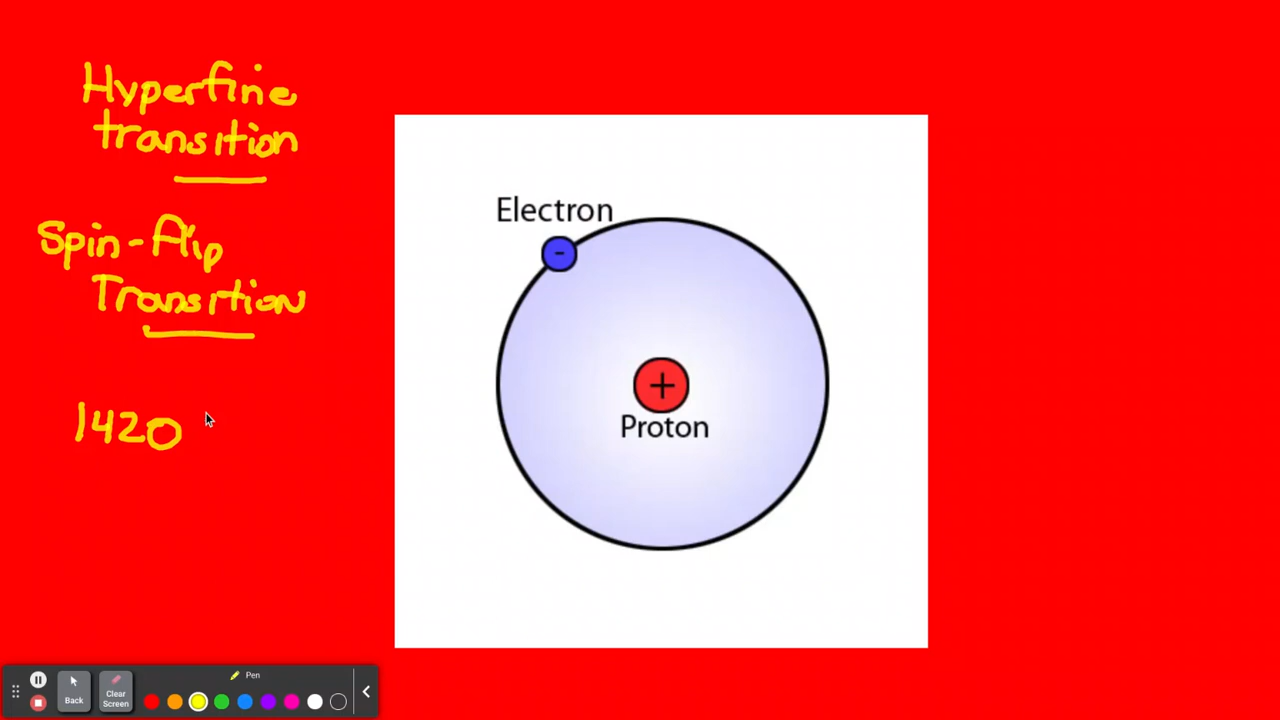 Hyperfine
transition
Spin-flip
Transition
1420
Electron
-
+
Proton
Pen
Back
Clear
Screen